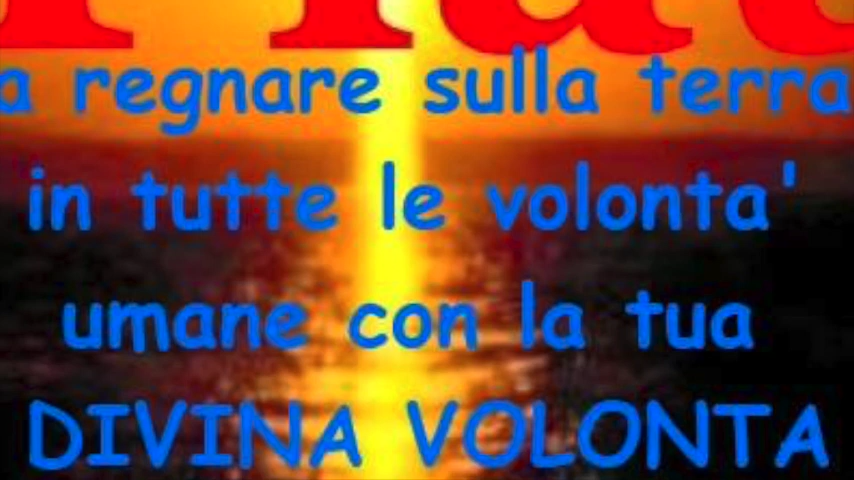 a regnare sulla terra
in tutte le volonta'
umane con la tua
DIVINA VOLONTA